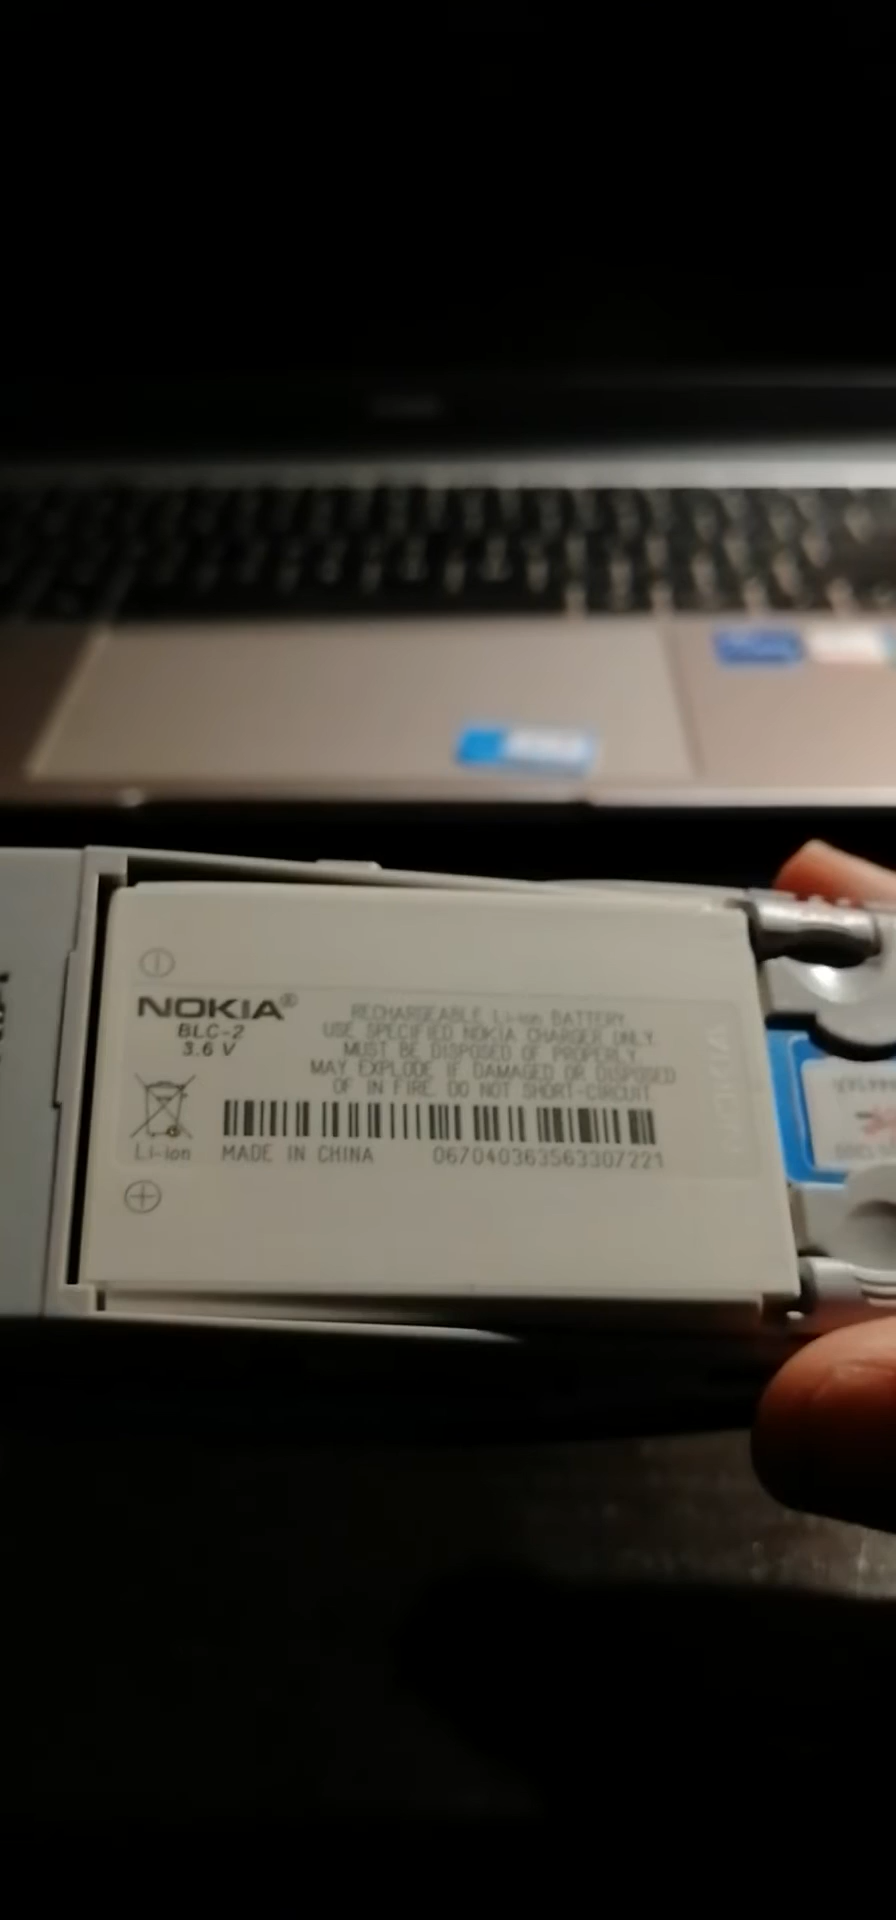 NOKIA®
BLC-2
3.6 V
RECHARGEABLE Li-ion BATTERY.
USE SPECIFIED NOKIA CHARGER ONLY.
MUST BE DISPOSED OF PROPERLY.
MAY EXPLODE IF DAMAGED OR DISPOSED
OF IN FIRE. DO NOT SHORT-CIRCUIT.
Li-ion
MADE IN CHINA
067040363563307221
NOKIA